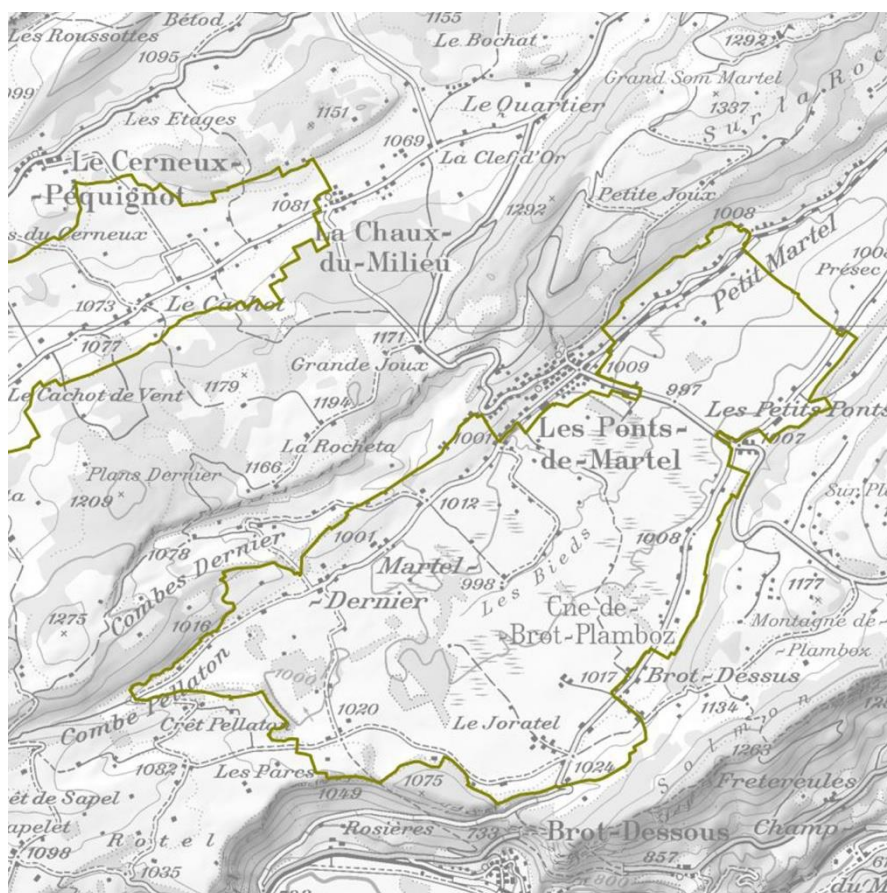 Bétod
1155
Les Roussottes
1095
Le Bochat
1292
Grand Som Martel
1337
Sur la Roc
Les Etages
1151
Le Quartier
1069
La Clef d'Or
Le Cerneux-
-Péquignot
1081
Petite Joux
1292
1008
s du Cerneux
La Chaux-
du-Milieu
Petit Martel
Présec
1073
Le Cachot
1077
1171
Grande Joux
1009
997
Le Cachot de Vent
1179
1194
Les Petits Ponts
La Rocheta
1001
Les Ponts-
de-Martel
1007
Plans Dernier
1166
1209
1012
Sur Pl
1001
1008
1078
Combes Dernier
Martel-
-Dernier
998
Les Bieds
1177
1275
1016
Cne de
Brot-Plamboz
Montagne de
-Plambox
Combe Pellaton
1000
1017
Brot-Dessus
Crêt Pellaton
1020
Le Joratel
1134
Solmon
1263
1082
Les Parcs
1075
1024
êt de Sapel
1049
Fretereules
apelet
Rotel
Rosières
733
Brot-Dessous
Champ-
1098
1035
857
900
du M